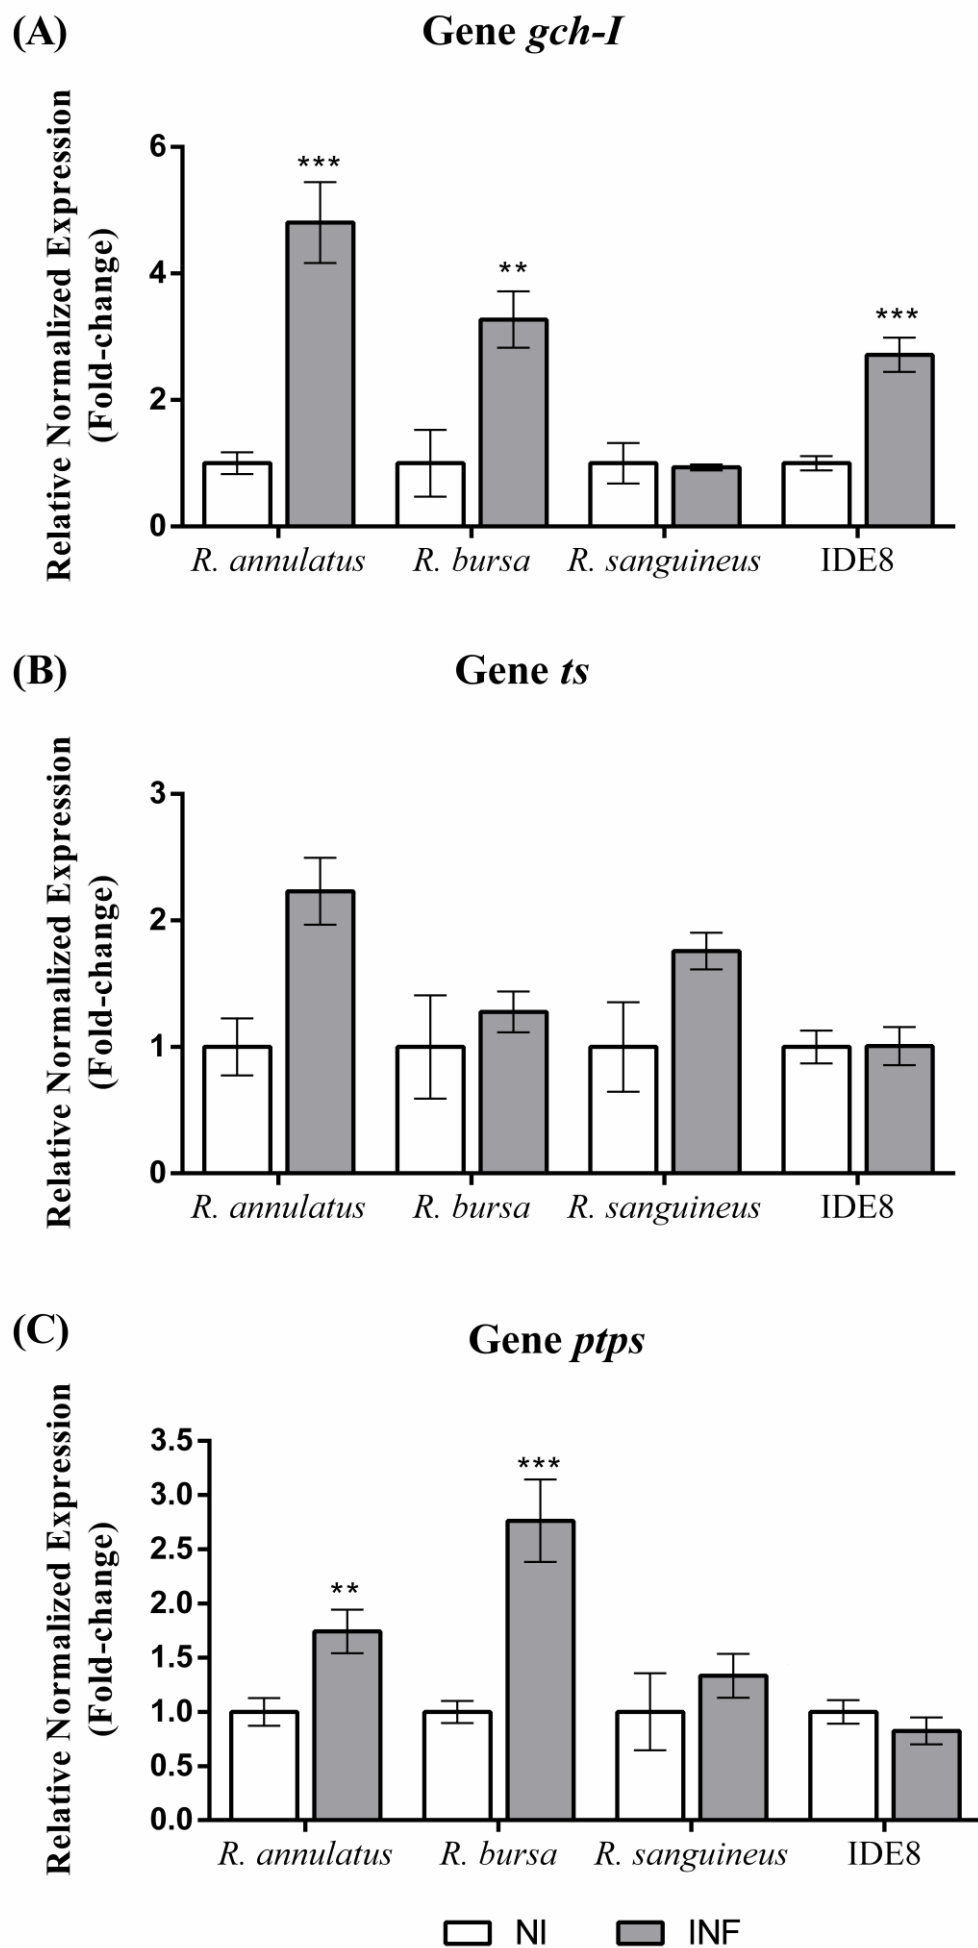 (A)
Gene gch-I
Relative Normalized Expression
(Fold-change)
6
4
2
0
***
**
***
R. annulatus R. bursa R. sanguineus IDE8
(B)
Gene ts
Relative Normalized Expression
(Fold-change)
3
2
1
0
R. annulatus R. bursa R. sanguineus IDE8
(C)
Gene ptps
Relative Normalized Expression
(Fold-change)
3.5
3.0
2.5
2.0
1.5
1.0
0.5
0.0
**
***
R. annulatus R. bursa R. sanguineus IDE8
NI INF